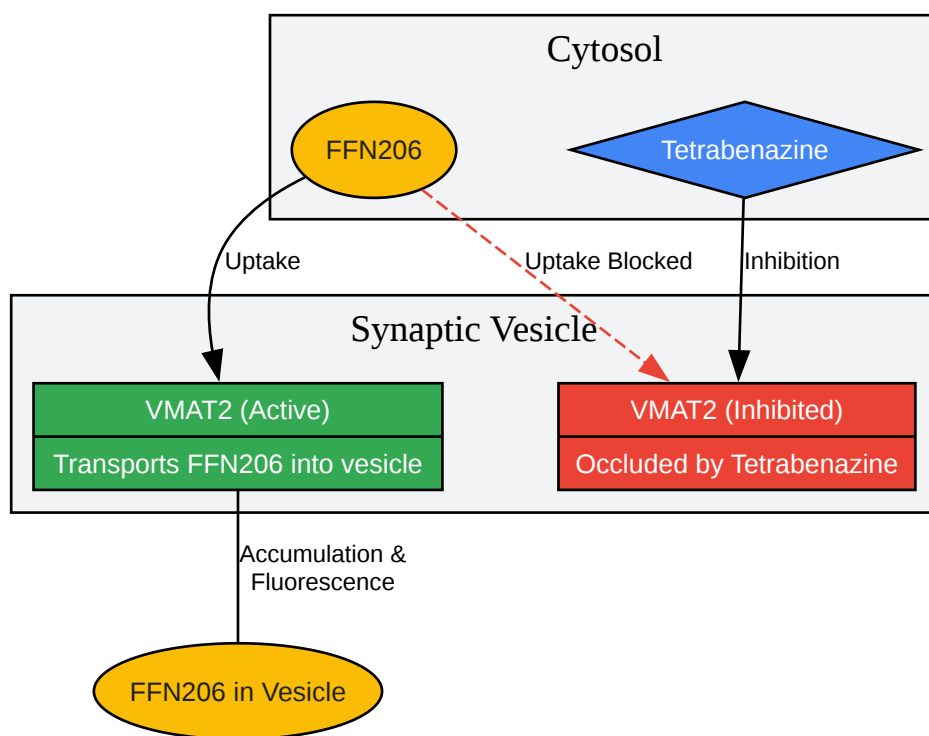 Cytosol
FFN206
Tetrabenazine
Uptake
Uptake Blocked
Inhibition
Synaptic Vesicle
VMAT2 (Active)
Transports FFN206 into vesicle
VMAT2 (Inhibited)
Occluded by Tetrabenazine
Accumulation &
Fluorescence
FFN206 in Vesicle